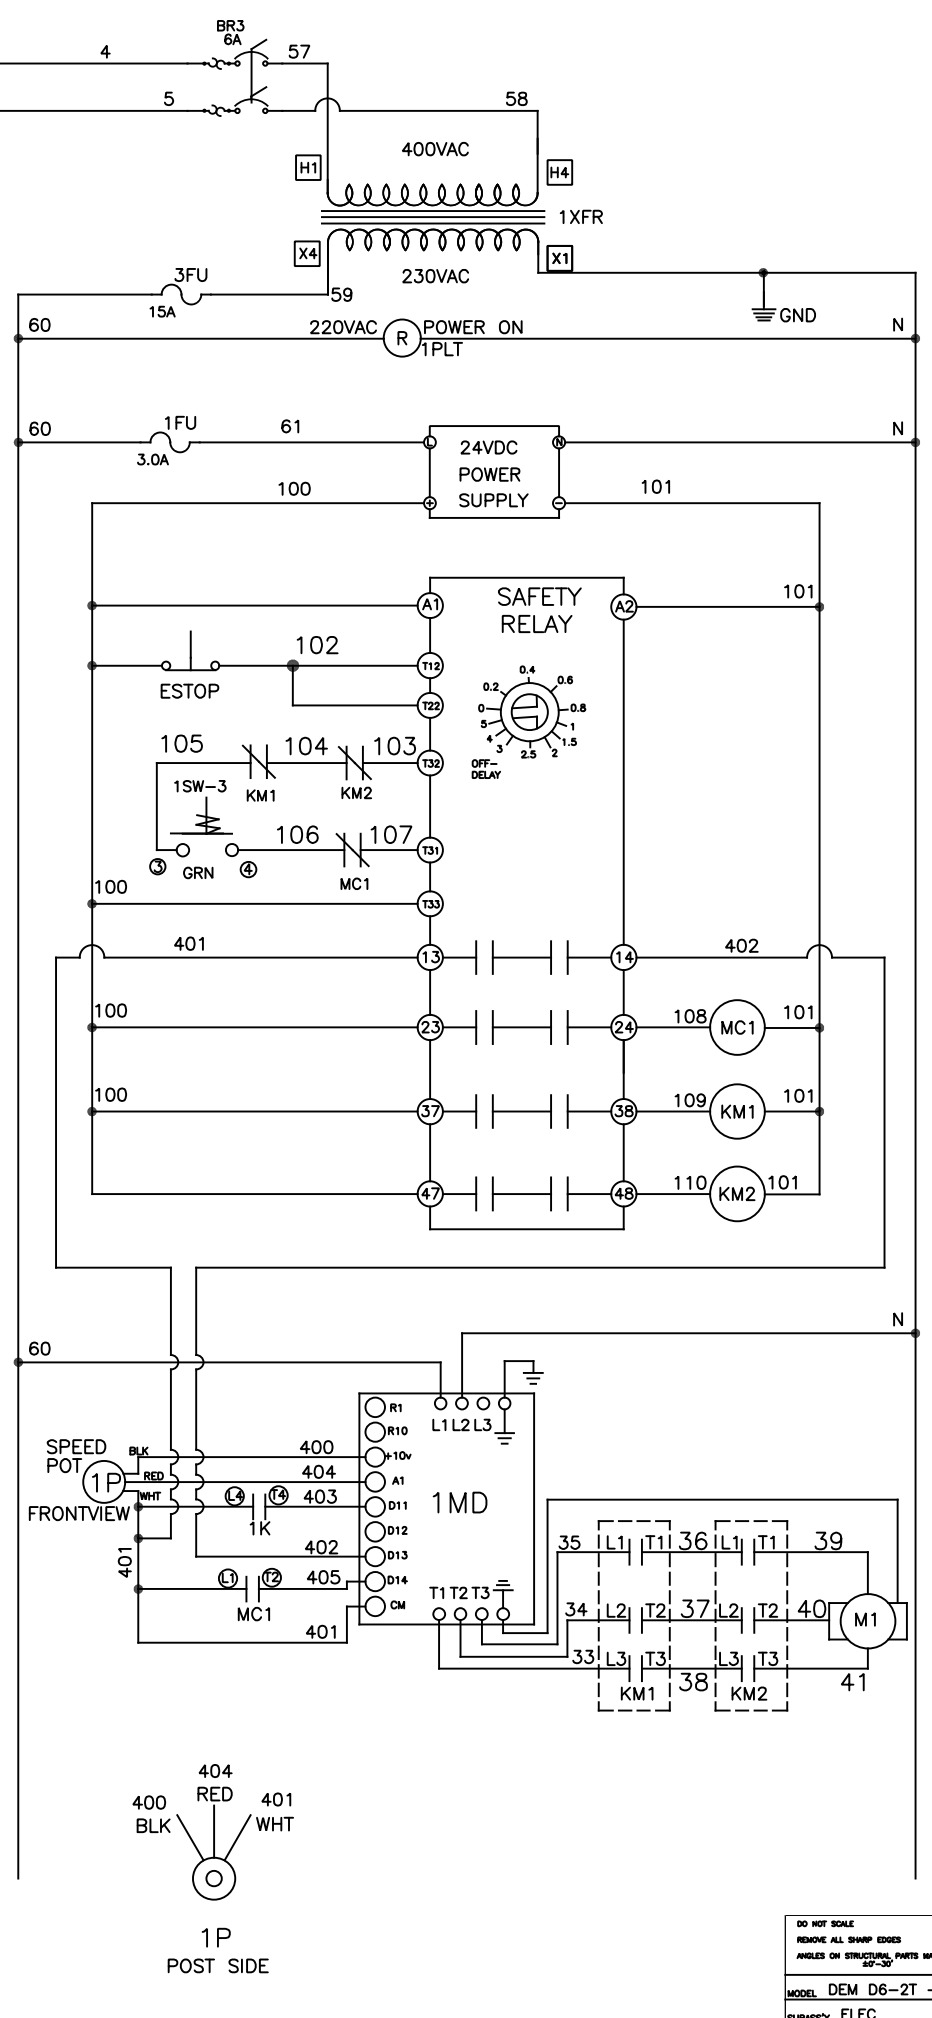 BR3
6A
4
57
5
58
400VAC
H1
H4
1XFR
X4
X1
230VAC
3FU
59
15A
GND
60
220VAC
R
POWER ON
N
1PLT
1FU
60
61
L
N
N
3.0A
24VDC
POWER
SUPPLY
100
101
+
-
SAFETY
RELAY
101
A1
A2
102
T12
ESTOP
T22
0.4
0.2
0.6
0
0.8
5
1
4
1.5
3
2.5
2
OFF-
DELAY
105
104
103
T32
1SW-3
KM1
KM2
106
107
T31
3
GRN
4
MC1
100
T33
401
402
13
14
100
108
101
23
24
MC1
100
109
101
37
38
KM1
110
101
47
48
KM2
N
60
R1
L1 L2 L3
R10
SPEED
POT
BLK
400
+10v
1P
RED
404
A1
WHT
L4
T4
403
D11
1MD
FRONTVIEW
1K
D12
402
D13
401
L1
T2
405
D14
MC1
CM
401
T1 T2 T3
35
L1
T1
36
L1
T1
39
34
L2
T2
37
L2
T2
40
M1
33
L3
T3
38
L3
T3
41
KM1
KM2
404
RED
400
BLK
401
WHT
1P
POST SIDE
DO NOT SCALE
REMOVE ALL SHARP EDGES
ANGLES ON STRUCTURAL PARTS MA
±0°-30'
MODEL DEM D6-2T -
SUBASS'Y ELEC